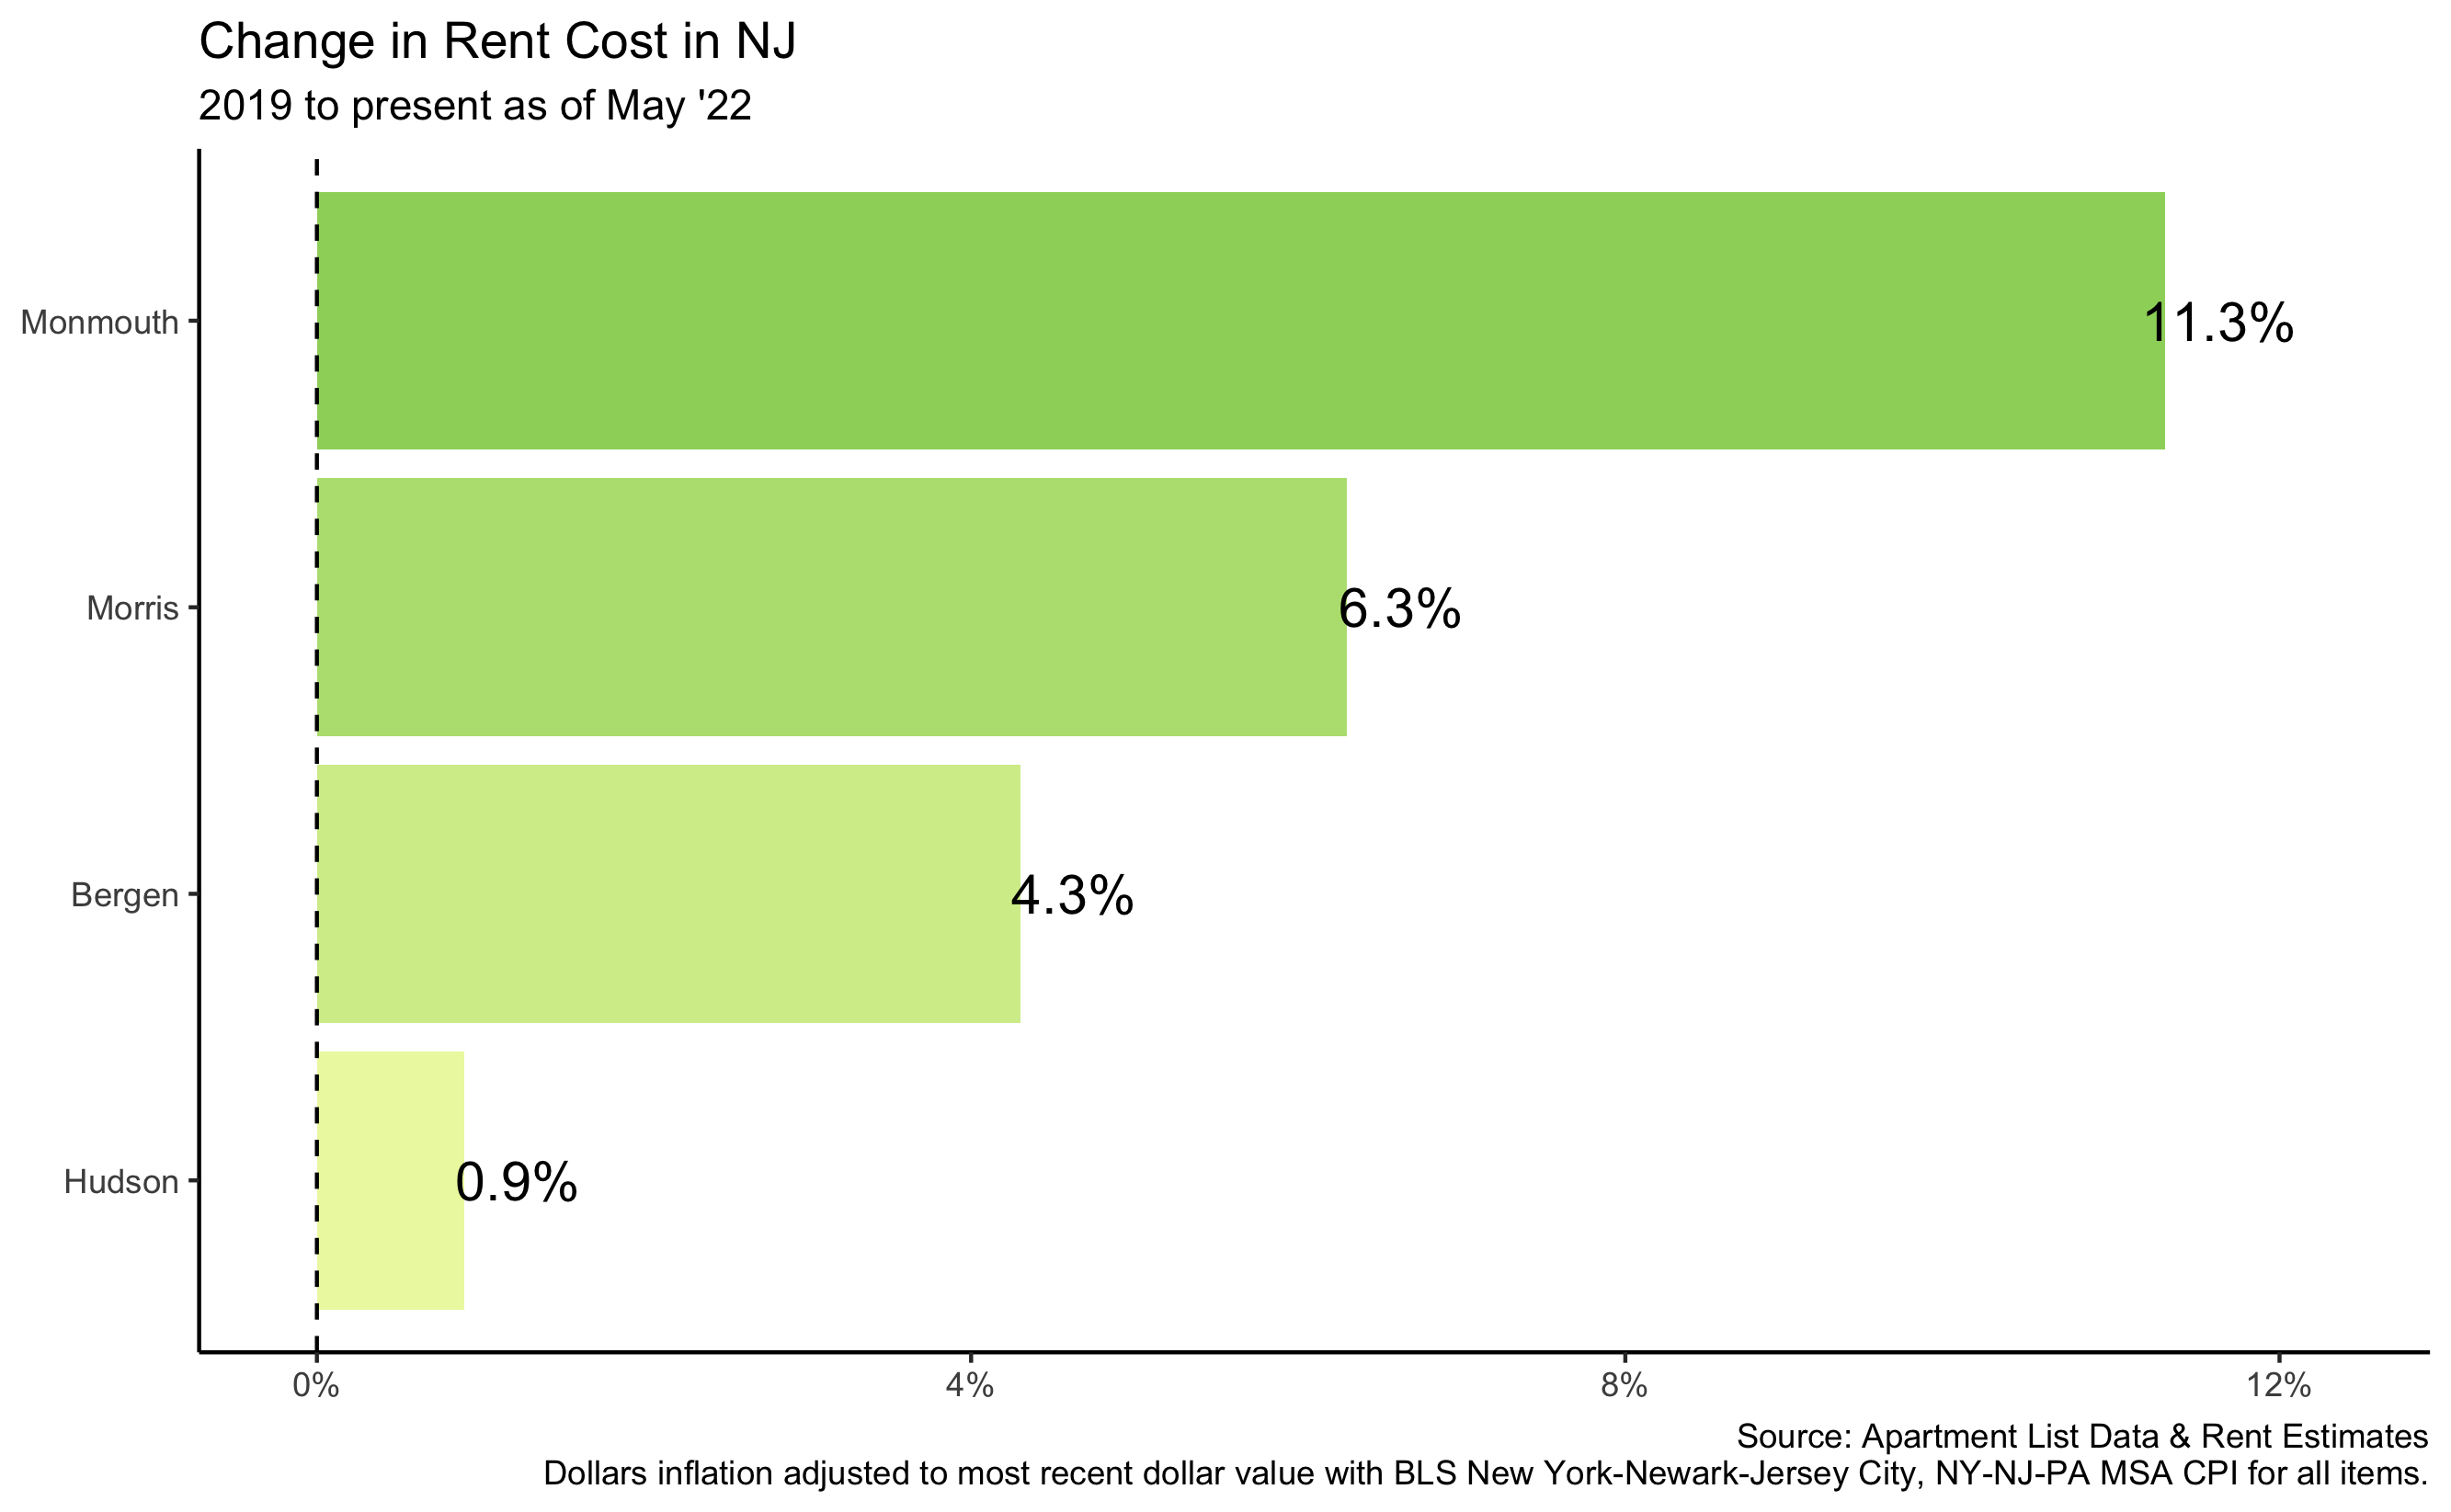 Change in Rent Cost in NJ
2019 to present as of May '22
Monmouth
11.3%
Morris
6.3%
Bergen
4.3%
Hudson
0.9%
0%
4%
8%
12%
Source: Apartment List Data & Rent Estimates
Dollars inflation adjusted to most recent dollar value with BLS New York-Newark-Jersey City, NY-NJ-PA MSA CPI for all items.